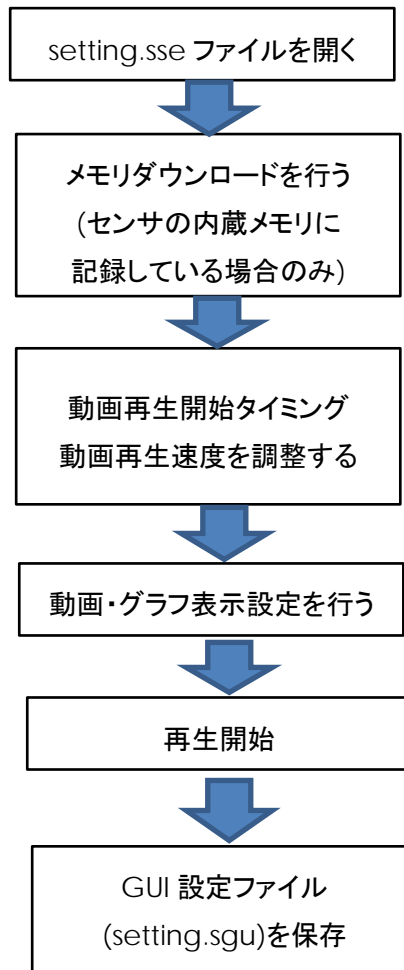 setting.sse ファイルを開く
メモリダウンロードを行う
(センサの内蔵メモリに
記録している場合のみ)
動画再生開始タイミング
動画再生速度を調整する
動画・グラフ表示設定を行う
再生開始
GUI 設定ファイル
(setting.sgu)を保存